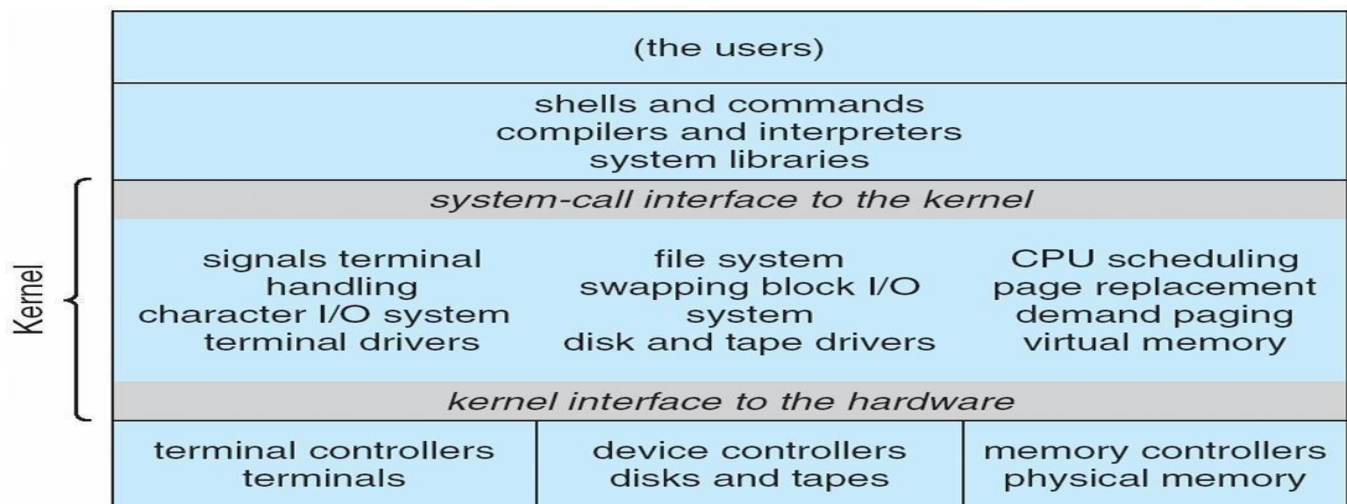 (the users)
shells and commands
compilers and interpreters
system libraries
Kernel
system-call interface to the kernel
signals terminal
handling
character I/O system
terminal drivers
file system
swapping block I/O
system
disk and tape drivers
CPU scheduling
page replacement
demand paging
virtual memory
kernel interface to the hardware
terminal controllers
terminals
device controllers
disks and tapes
memory controllers
physical memory